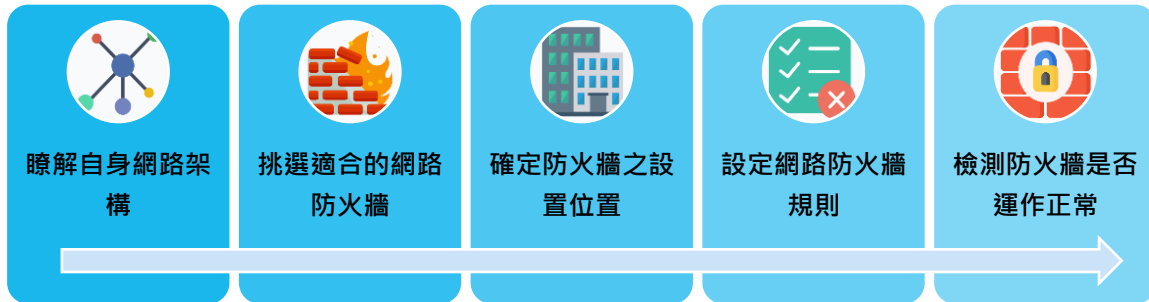 瞭解自身網路架
構
挑選適合的網路
防火牆
確定防火牆之設
置位置
設定網路防火牆
規則
檢測防火牆是否
運作正常